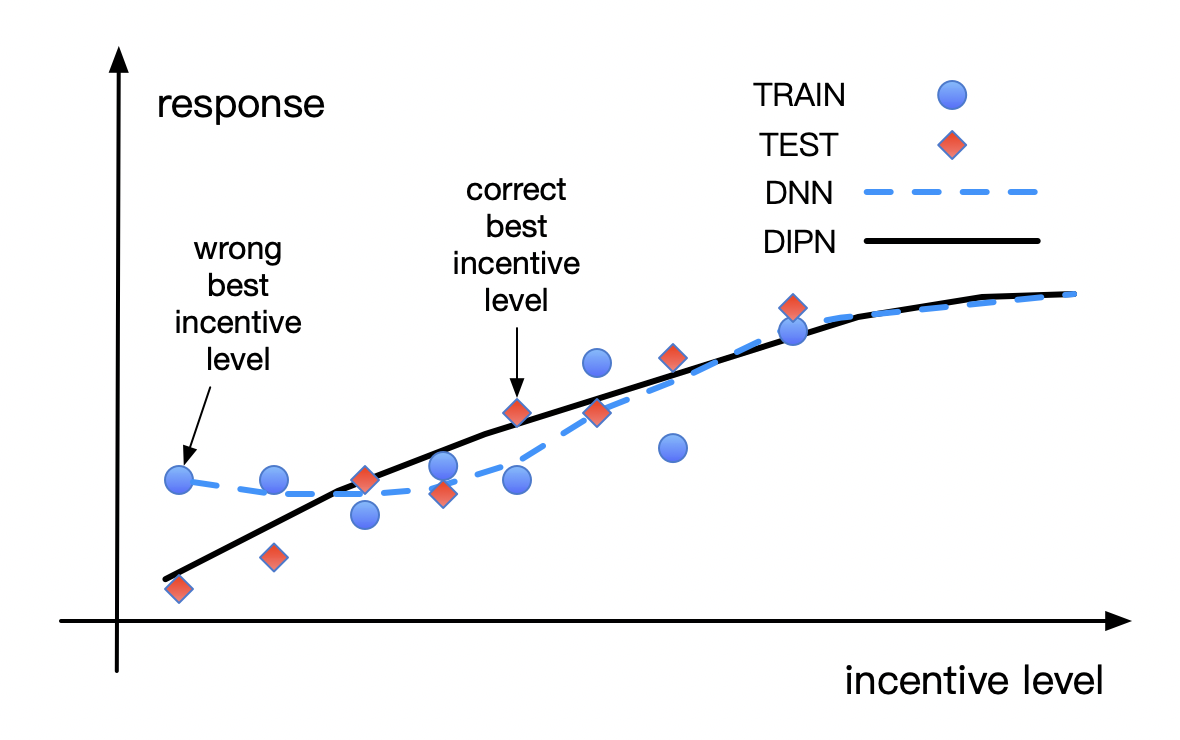 response
TRAIN
TEST
DNN
DIPN
correct
best
incentive
level
wrong
best
incentive
level
incentive level